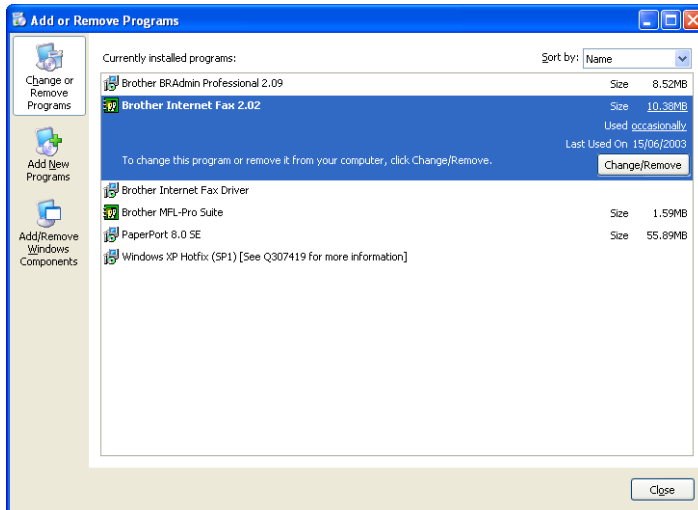 Add or Remove Programs
Change or
Remove
Programs
Add New
Programs
Add/Remove
Windows
Components
Currently installed programs:
Sort by: Name
Brother BRAdmin Professional 2.09 Size 8.52MB
Brother Internet Fax 2.02 Size 10.38MB
Used occasionally
Last Used On 15/06/2003
To change this program or remove it from your computer, click Change/Remove. Change/Remove
Brother Internet Fax Driver
Brother MFL-Pro Suite Size 1.59MB
PaperPort 8.0 SE Size 55.89MB
Windows XP Hotfix (SP1) [See Q307419 for more information]
Close